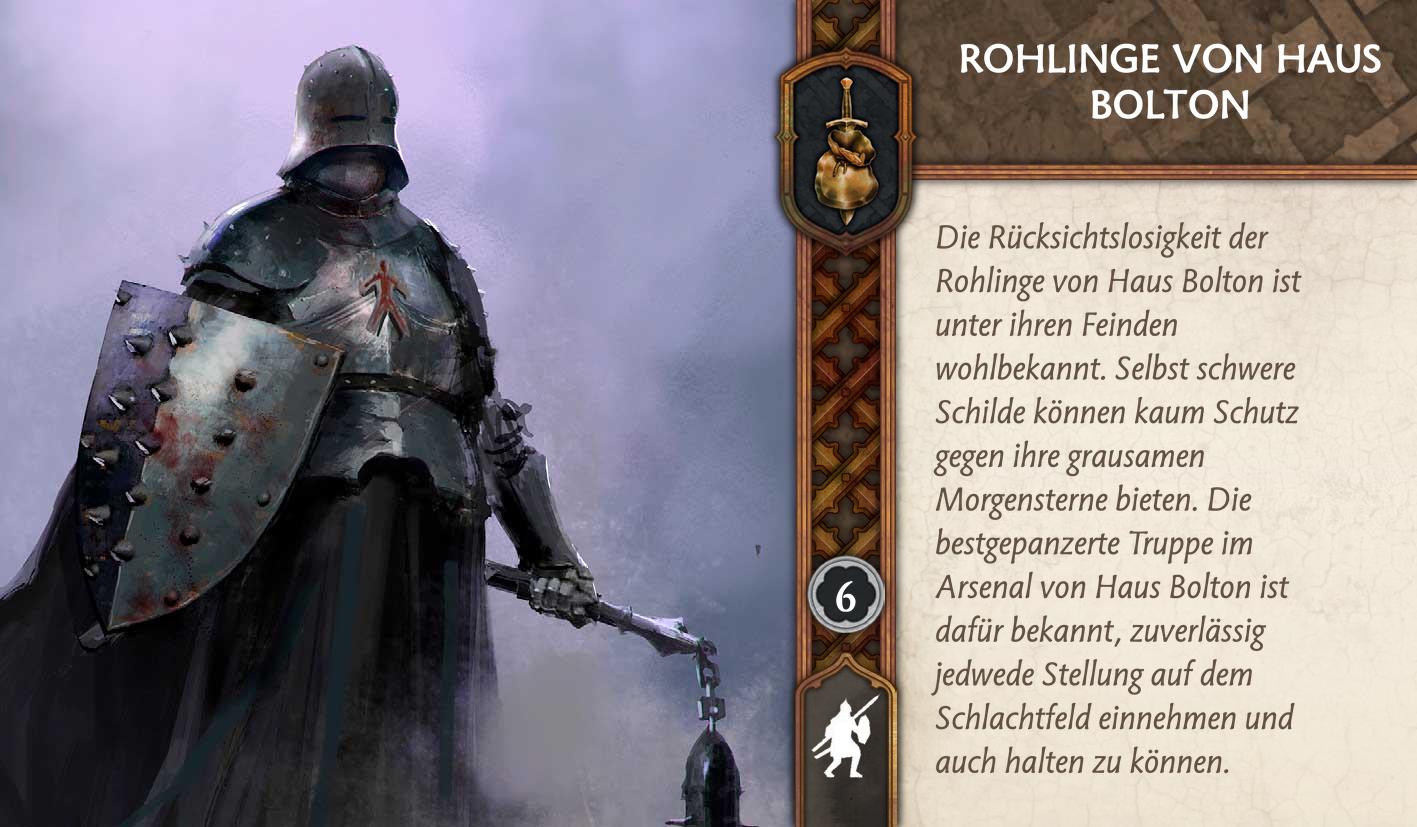 ROHLINGE VON HAUS
BOLTON
Die Rücksichtslosigkeit der
Rohlinge von Haus Bolton ist
unter ihren Feinden
wohlbekannt. Selbst schwere
Schilde können kaum Schutz
gegen ihre grausamen
Morgensterne bieten. Die
bestgepanzerte Truppe im
Arsenal von Haus Bolton ist
dafür bekannt, zuverlässig
jedwede Stellung auf dem
Schlachtfeld einnehmen und
auch halten zu können.
6